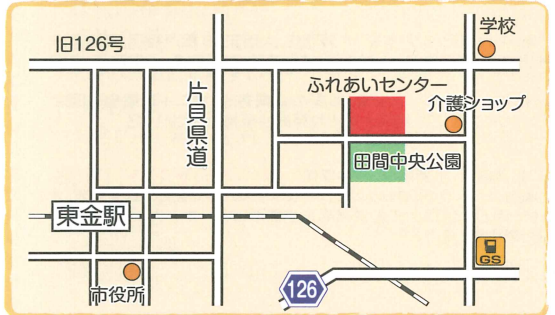 学校
旧126号
片貝県道
ふれあいセンター
介護ショップ
田間中央公園
東金駅
GS
市役所
126